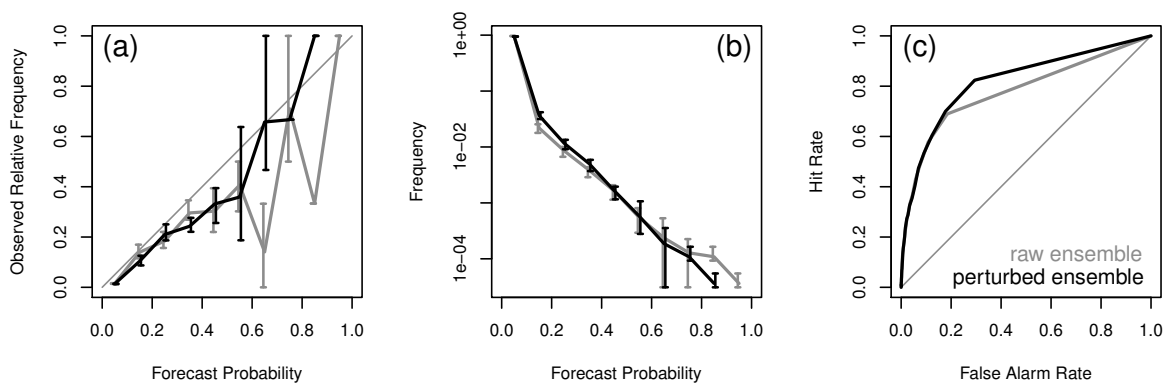 (a)
Observed Relative Frequency
1.0
0.8
0.6
0.4
0.2
0.0
0.0 0.2 0.4 0.6 0.8 1.0
Forecast Probability
(b)
Frequency
1e+00
1e-02
1e-04
0.0 0.2 0.4 0.6 0.8 1.0
Forecast Probability
(c)
Hit Rate
1.0
0.8
0.6
0.4
0.2
0.0
raw ensemble
perturbed ensemble
0.0 0.2 0.4 0.6 0.8 1.0
False Alarm Rate